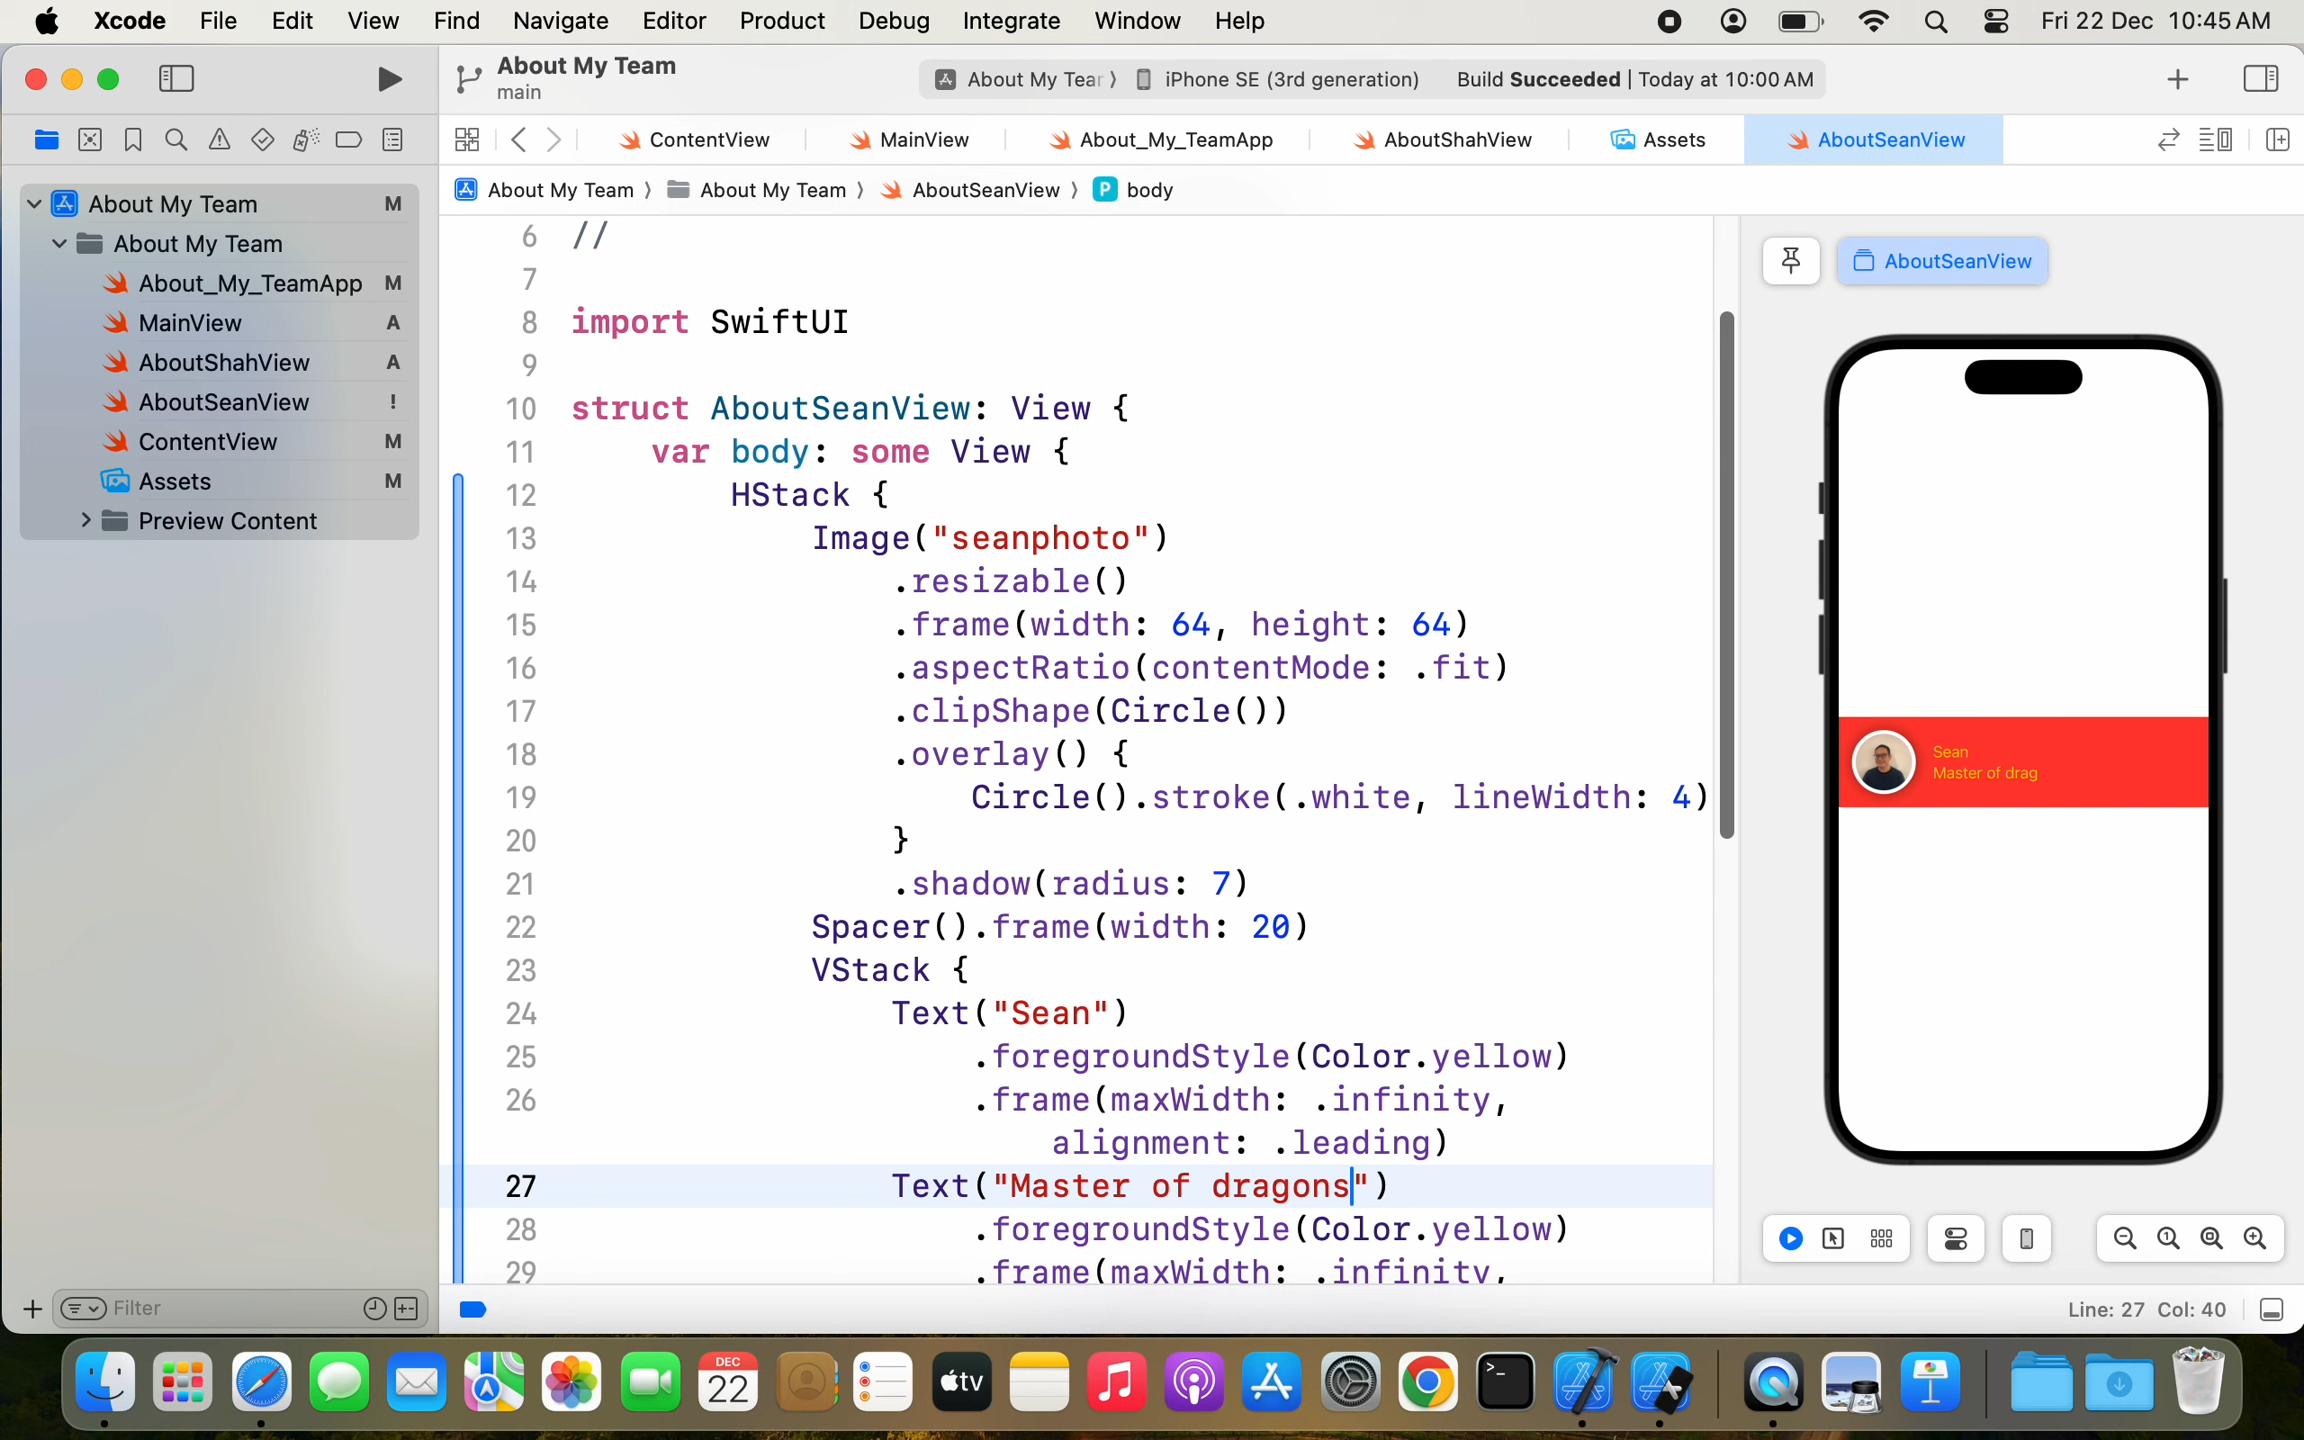 Xcode File Edit View Find Navigate Editor Product Debug Integrate Window Help Fri 22 Dec 10:45 AM
About My Team
main
About My Tear 〉 iPhone SE (3rd generation) Build Succeeded | Today at 10:00 AM
ContentView MainView About_My_TeamApp AboutShahView Assets AboutSeanView
About My Team 〉 About My Team 〉 AboutSeanView 〉 P body
About My Team M
About My Team
About_My_TeamApp M
MainView A
AboutShahView A
AboutSeanView !
ContentView M
Assets M
Preview Content
Filter
6 //
7
8 import SwiftUI
9
10 struct AboutSeanView: View {
11 var body: some View {
12 HStack {
13 Image("seanphoto")
14 .resizable()
15 .frame(width: 64, height: 64)
16 .aspectRatio(contentMode: .fit)
17 .clipShape(Circle())
18 .overlay() {
19 Circle().stroke(.white, lineWidth: 4)
20 }
21 .shadow(radius: 7)
22 Spacer().frame(width: 20)
23 VStack {
24 Text("Sean")
25 .foregroundStyle(Color.yellow)
26 .frame(maxWidth: .infinity,
alignment: .leading)
27 Text("Master of dragons")
28 .foregroundStyle(Color.yellow)
29 .frame(maxWidth: .infinity,
AboutSeanView
Sean
Master of drag
Line: 27 Col: 40
DEC
22
tv